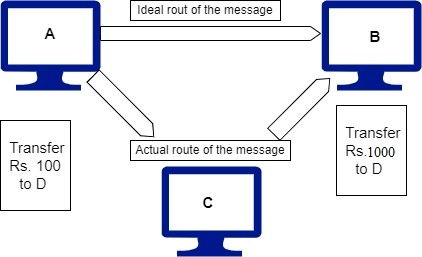 Ideal rout of the message
A
B
Transfer
Rs. 100
to D
Actual route of the message
Transfer
Rs.1000
to D
C